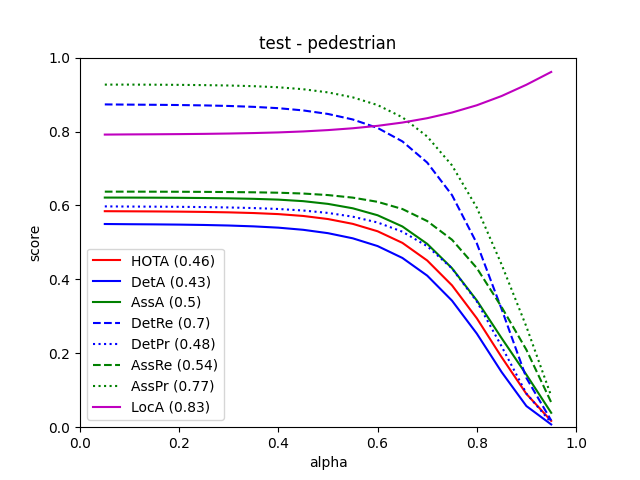 test - pedestrian
1.0
0.8
0.6
0.4
0.2
0.0
score
HOTA (0.46)
DetA (0.43)
AssA (0.5)
DetRe (0.7)
DetPr (0.48)
AssRe (0.54)
AssPr (0.77)
LocA (0.83)
0.0 0.2 0.4 0.6 0.8 1.0
alpha